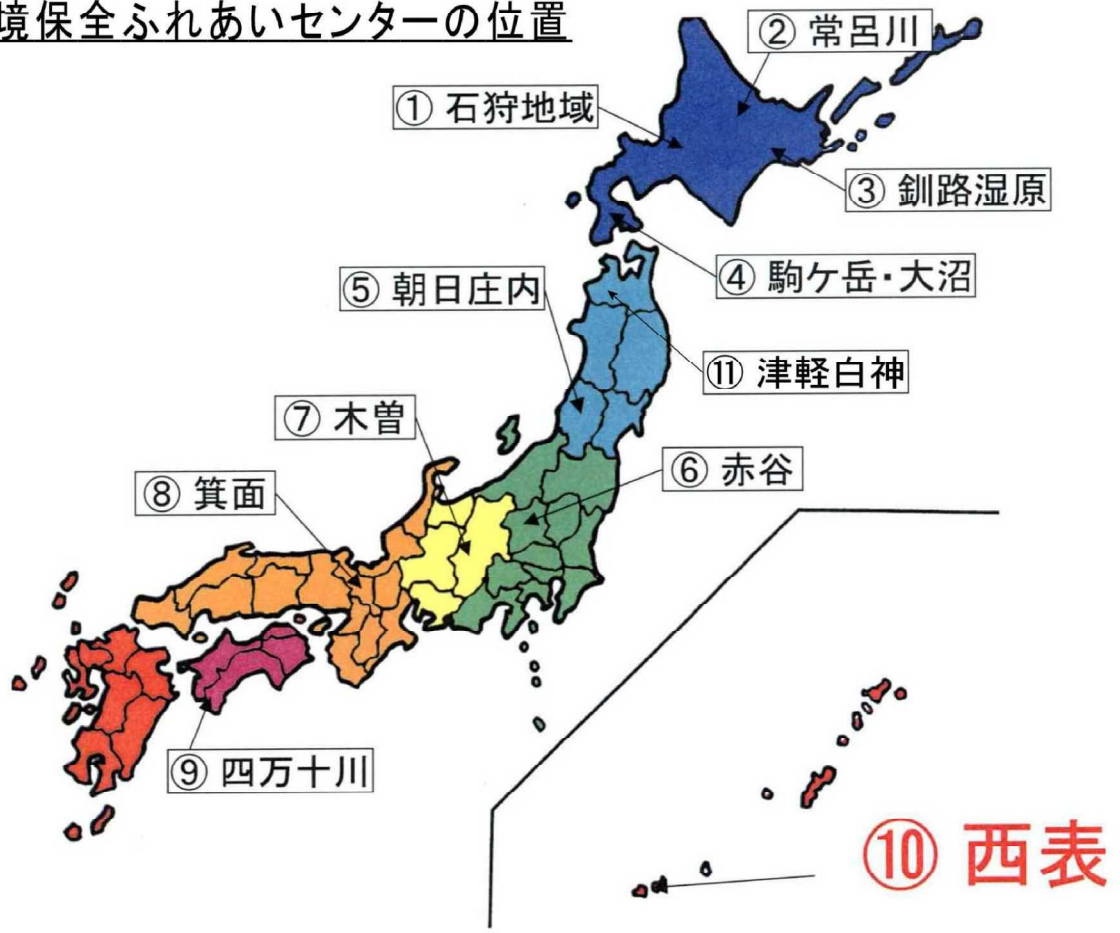 境保全ふれあいセンターの位置
② 常呂川
① 石狩地域
③ 釧路湿原
④ 駒ケ岳・大沼
⑤ 朝日庄内
⑪ 津軽白神
⑦ 木曽
⑥ 赤谷
⑧ 箕面
⑨ 四万十川
⑩ 西表